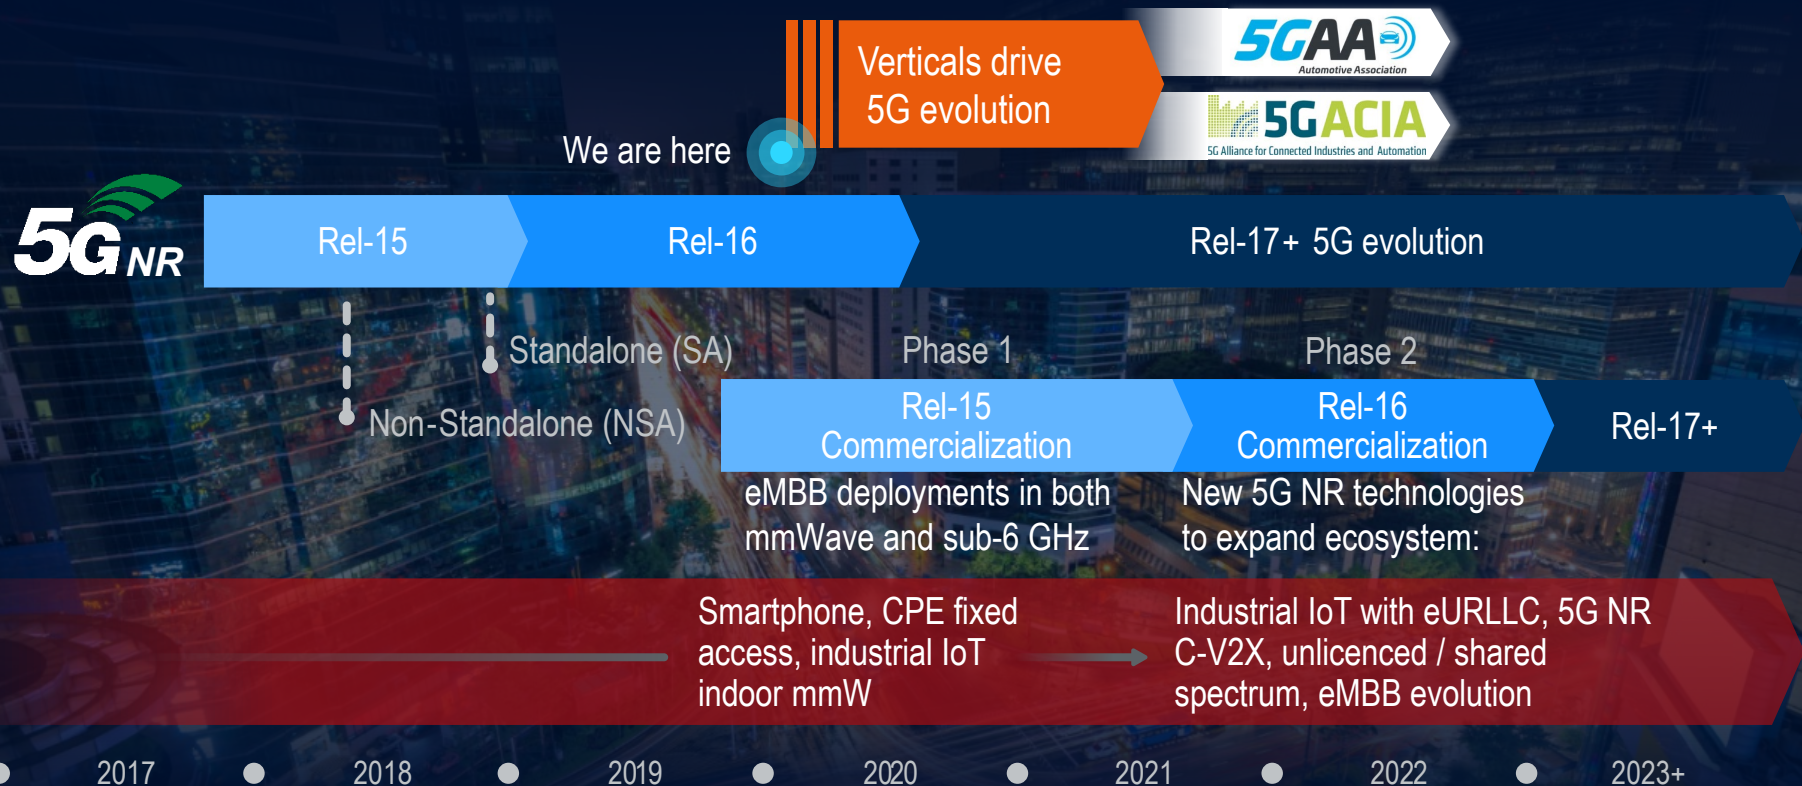 Verticals drive
5G evolution
5GAA
Automotive Association
5G ACIA
5G Alliance for Connected Industries and Automation
We are here
5G NR
Rel-15
Rel-16
Rel-17+ 5G evolution
Standalone (SA)
Non-Standalone (NSA)
Phase 1
Phase 2
Rel-15
Commercialization
Rel-16
Commercialization
Rel-17+
eMBB deployments in both
mmWave and sub-6 GHz
New 5G NR technologies
to expand ecosystem:
Smartphone, CPE fixed
access, industrial IoT
indoor mmW
Industrial IoT with eURLLC, 5G NR
C-V2X, unlicenced / shared
spectrum, eMBB evolution
2017
2018
2019
2020
2021
2022
2023+